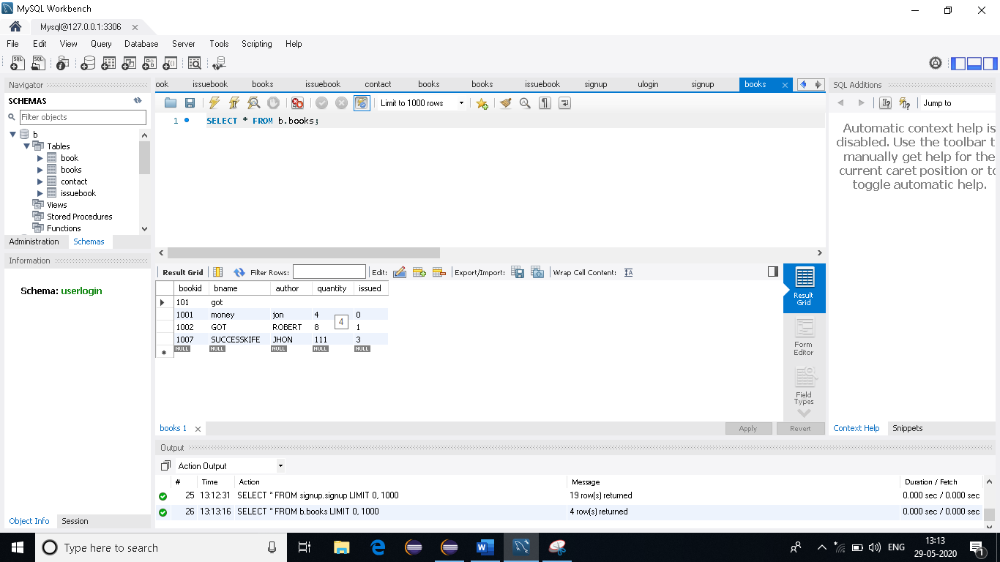 MySQL Workbench
Mysql@127.0.0.1:3306
File Edit View Query Database Server Tools Scripting Help
Navigator
SCHEMAS
Filter objects
b
Tables
book
books
contact
issuebook
Views
Stored Procedures
Functions
Administration Schemas
Information
Schema: userlogin
Object Info Session
ook issuebook books issuebook contact books books issuebook signup ulogin signup books
Limit to 1000 rows
1 SELECT * FROM b.books;
Result Grid Filter Rows: Edit: Export/Import: Wrap Cell Content:
bookid bname author quantity issued
101 got
1001 money jon 4 0
4
1002 GOT ROBERT 8 1
1007 SUCCESSKIFE JHON 111 3
NULL NULL NULL NULL NULL
Result
Grid
Form
Editor
Field
Types
books 1
Apply Revert
SQL Additions
Jump to
Automatic context help is
disabled. Use the toolbar t
manually get help for the
current caret position or to
toggle automatic help.
Context Help Snippets
Output
Action Output
# Time Action Message Duration / Fetch
25 13:12:31 SELECT * FROM signup.signup LIMIT 0, 1000 19 row(s) returned 0.000 sec / 0.000 sec
26 13:13:16 SELECT * FROM b.books LIMIT 0, 1000 4 row(s) returned 0.000 sec / 0.000 sec
Type here to search
ENG
13:13
29-05-2020
1